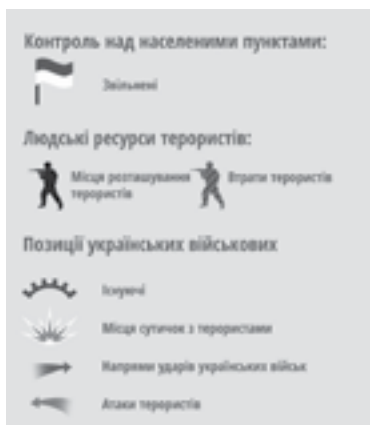 Контроль над населеними пунктами:
Звільнені
Людські ресурси терористів:
Місця розташування
терористів
Втрати терористів
Позиції українських військових
Існуючі
Місця сутичок з терористами
Напрями ударів українських військ
Атаки терористів